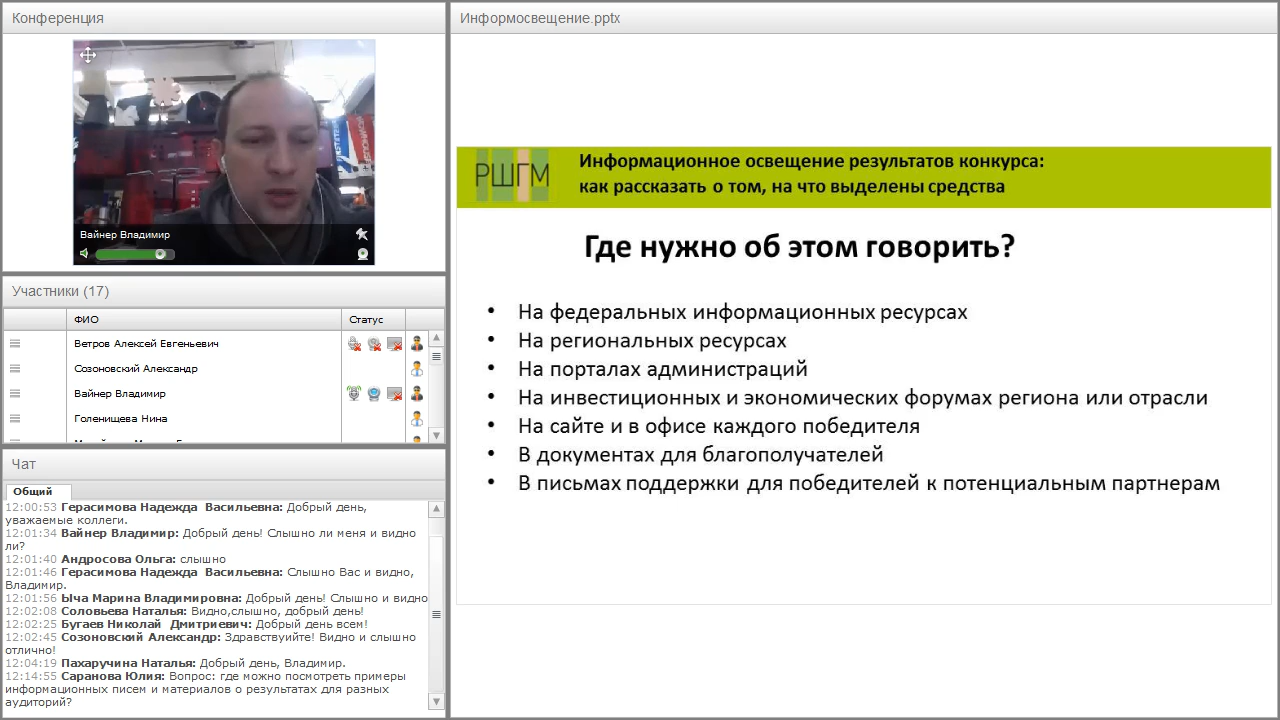 Конференция
Вайнер Владимир
Участники (17)
ФИО
Статус
Ветров Алексей Евгеньевич
Созоновский Александр
Вайнер Владимир
Голенищева Нина
Чат
Общий
12:00:53 Герасимова Надежда Васильевна: Добрый день,
уважаемые коллеги.
12:01:34 Вайнер Владимир: Добрый день! Слышно ли меня и видно
ли?
12:01:40 Андросова Ольга: слышно
12:01:46 Герасимова Надежда Васильевна: Слышно Вас и видно,
Владимир.
12:01:56 Ыча Марина Владимировна: Добрый день! Слышно и видно
12:02:08 Соловьева Наталья: Видно,слышно, добрый день!
12:02:25 Бугаев Николай Дмитриевич: Добрый день всем!
12:02:45 Созоновский Александр: Здравствуийте! Видно и слышно
отлично!
12:04:19 Пахаручина Наталья: Добрый день, Владимир.
12:14:55 Саранова Юлия: Вопрос: где можно посмотреть примеры
информационных писем и материалов о результатах для разных
аудиторий?
Информосвещение.pptx
РШГМ
Информационное освещение результатов конкурса:
как рассказать о том, на что выделены средства
Где нужно об этом говорить?
• На федеральных информационных ресурсах
• На региональных ресурсах
• На порталах администраций
• На инвестиционных и экономических форумах региона или отрасли
• На сайте и в офисе каждого победителя
• В документах для благополучателей
• В письмах поддержки для победителей к потенциальным партнерам